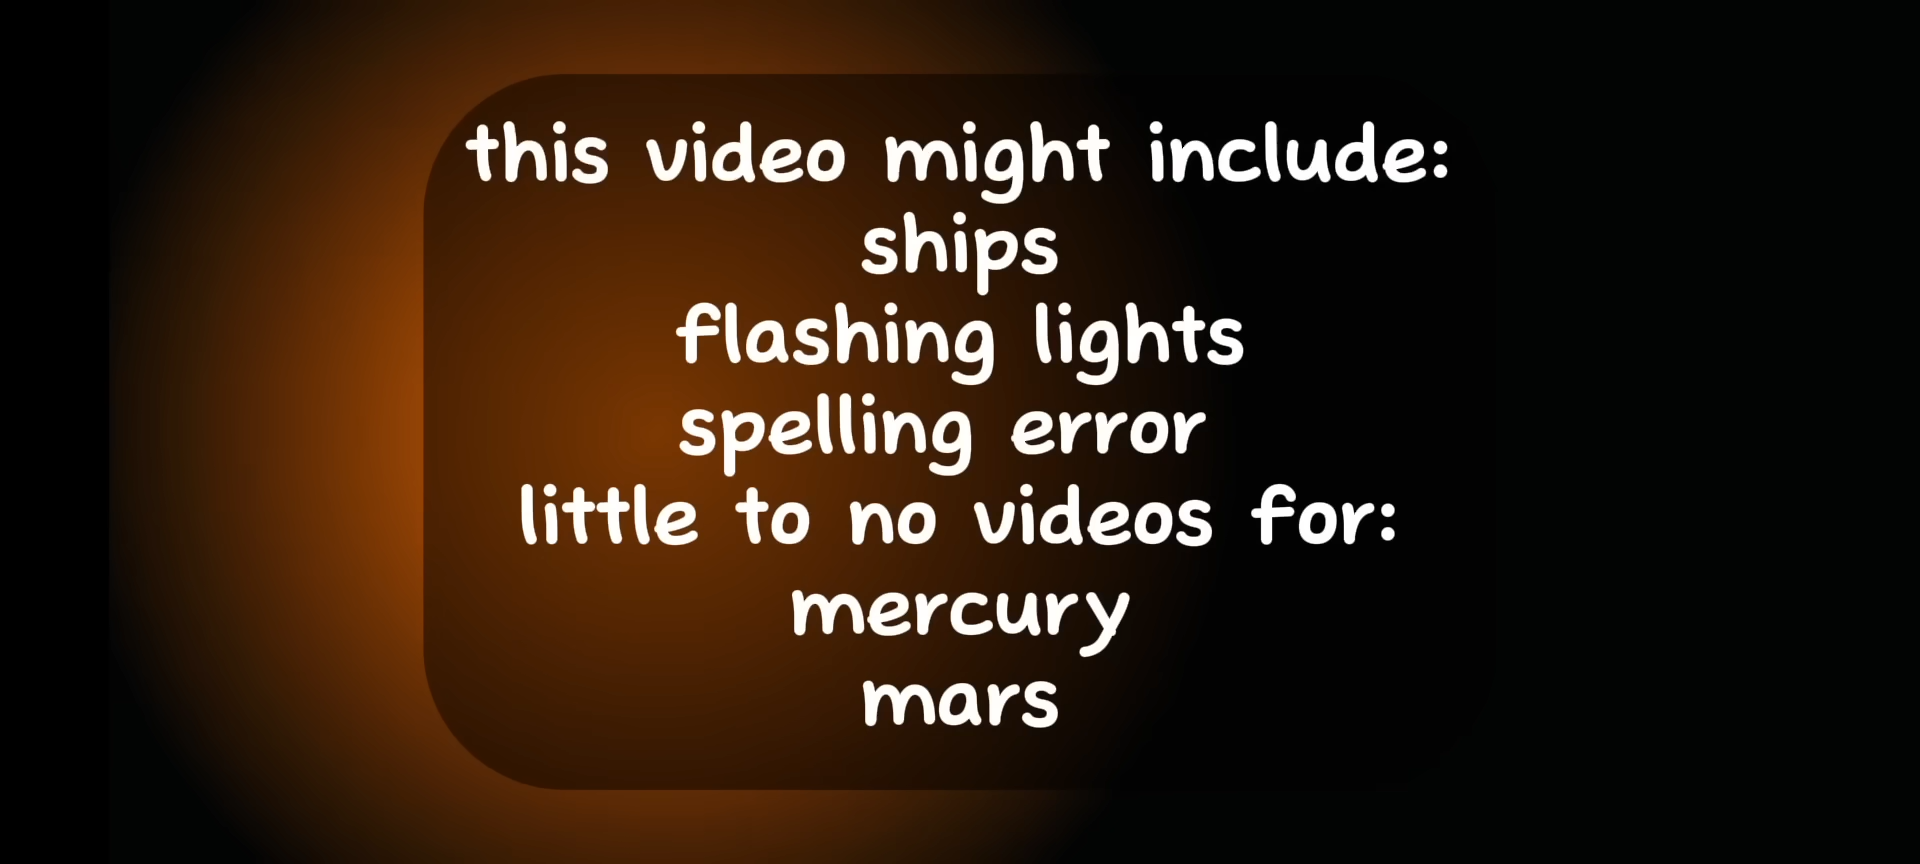 this video might include:
ships
flashing lights
spelling error
little to no videos for:
mercury
mars